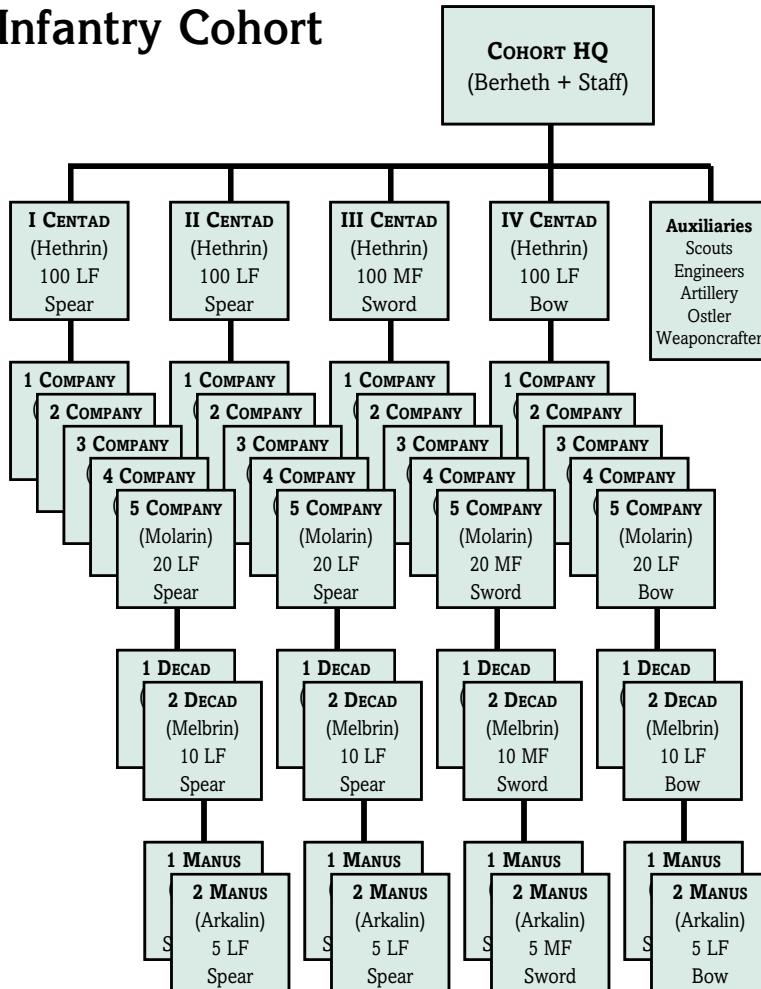 Infantry Cohort
COHORT HQ
(Berheth + Staff)
I CENTAD
(Hethrin)
100 LF
Spear
II CENTAD
(Hethrin)
100 LF
Spear
III CENTAD
(Hethrin)
100 MF
Sword
IV CENTAD
(Hethrin)
100 LF
Bow
Auxiliaries
Scouts
Engineers
Artillery
Ostler
Weaponcrafter
1 COMPANY
2 COMPANY
3 COMPANY
4 COMPANY
5 COMPANY
(Molarin)
20 LF
Spear
1 COMPANY
2 COMPANY
3 COMPANY
4 COMPANY
5 COMPANY
(Molarin)
20 LF
Spear
1 COMPANY
2 COMPANY
3 COMPANY
4 COMPANY
5 COMPANY
(Molarin)
20 MF
Sword
1 COMPANY
2 COMPANY
3 COMPANY
4 COMPANY
5 COMPANY
(Molarin)
20 LF
Bow
1 DECAD
2 DECAD
(Melbrin)
10 LF
Spear
1 DECAD
2 DECAD
(Melbrin)
10 LF
Spear
1 DECAD
2 DECAD
(Melbrin)
10 MF
Sword
1 DECAD
2 DECAD
(Melbrin)
10 LF
Bow
1 MANUS
S
2 MANUS
(Arkalin)
5 LF
Spear
1 MANUS
S
2 MANUS
(Arkalin)
5 LF
Spear
1 MANUS
S
2 MANUS
(Arkalin)
5 MF
Sword
1 MANUS
S
2 MANUS
(Arkalin)
5 LF
Bow